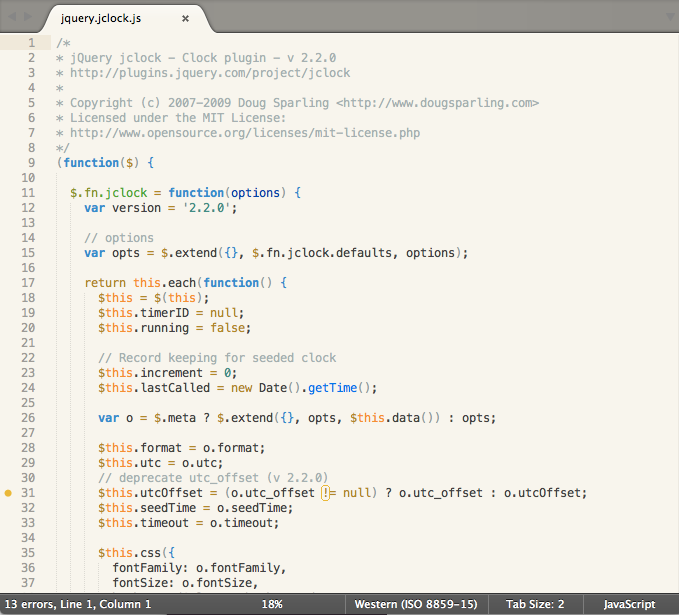 jquery.jclock.js ×
1 /*
2 * jQuery jclock - Clock plugin - v 2.2.0
3 * http://plugins.jquery.com/project/jclock
4 *
5 * Copyright (c) 2007-2009 Doug Sparling <http://www.dougsparling.com>
6 * Licensed under the MIT License:
7 * http://www.opensource.org/licenses/mit-license.php
8 */
9 (function($) {
10
11 $.fn.jclock = function(options) {
12 var version = '2.2.0';
13
14 // options
15 var opts = $.extend({}, $.fn.jclock.defaults, options);
16
17 return this.each(function() {
18 $this = $(this);
19 $this.timerID = null;
20 $this.running = false;
21
22 // Record keeping for seeded clock
23 $this.increment = 0;
24 $this.lastCalled = new Date().getTime();
25
26 var o = $.meta ? $.extend({}, opts, $this.data()) : opts;
27
28 $this.format = o.format;
29 $this.utc = o.utc;
30 // deprecate utc_offset (v 2.2.0)
31 $this.utcOffset = (o.utc_offset != null) ? o.utc_offset : o.utcOffset;
32 $this.seedTime = o.seedTime;
33 $this.timeout = o.timeout;
34
35 $this.css({
36 fontFamily: o.fontFamily,
37 fontSize: o.fontSize,
13 errors, Line 1, Column 1 18% Western (ISO 8859-15) Tab Size: 2 JavaScript